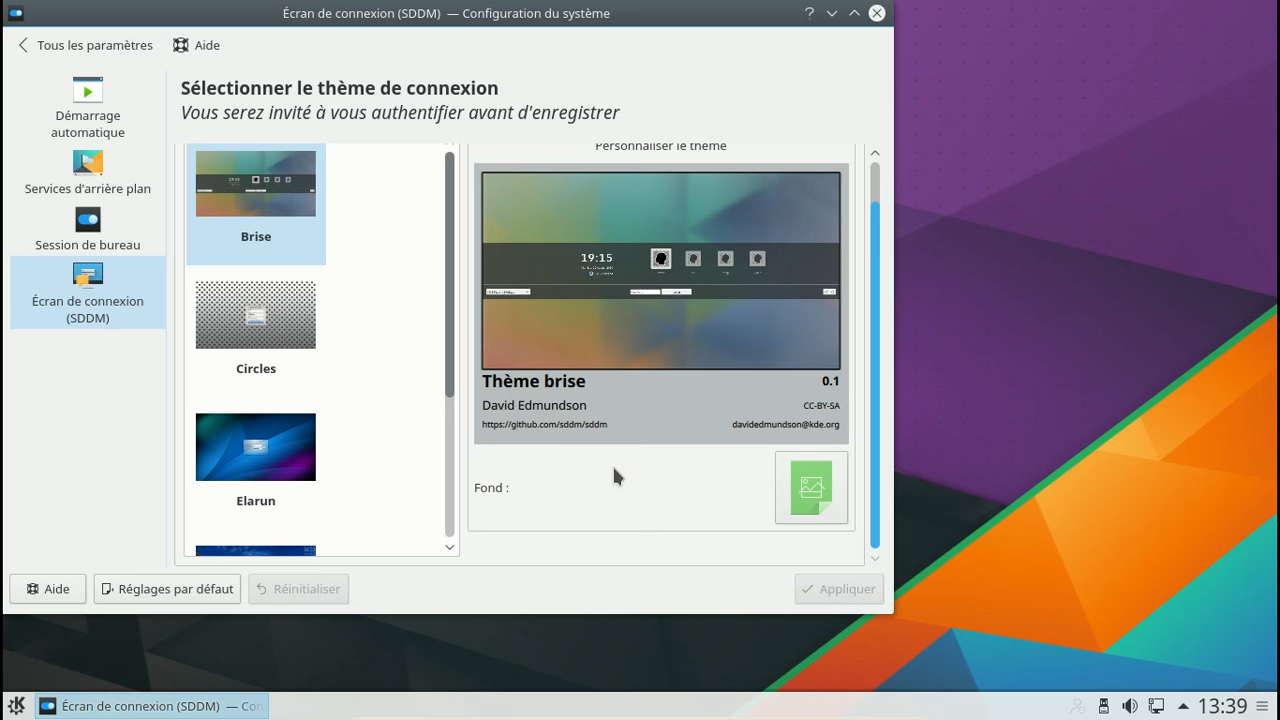 Écran de connexion (SDDM) — Configuration du système
Tous les paramètres
Aide
Sélectionner le thème de connexion
Vous serez invité à vous authentifier avant d'enregistrer
Démarrage
automatique
Services d'arrière plan
Session de bureau
Écran de connexion
(SDDM)
Brise
Circles
Elarun
Personnaliser le thème
19:15
Thème brise
0.1
David Edmundson
CC-BY-SA
https://github.com/sddm/sddm
davidedmundson@kde.org
Fond :
Aide
Réglages par défaut
Réinitialiser
Appliquer
Écran de connexion (SDDM) — Con
13:39